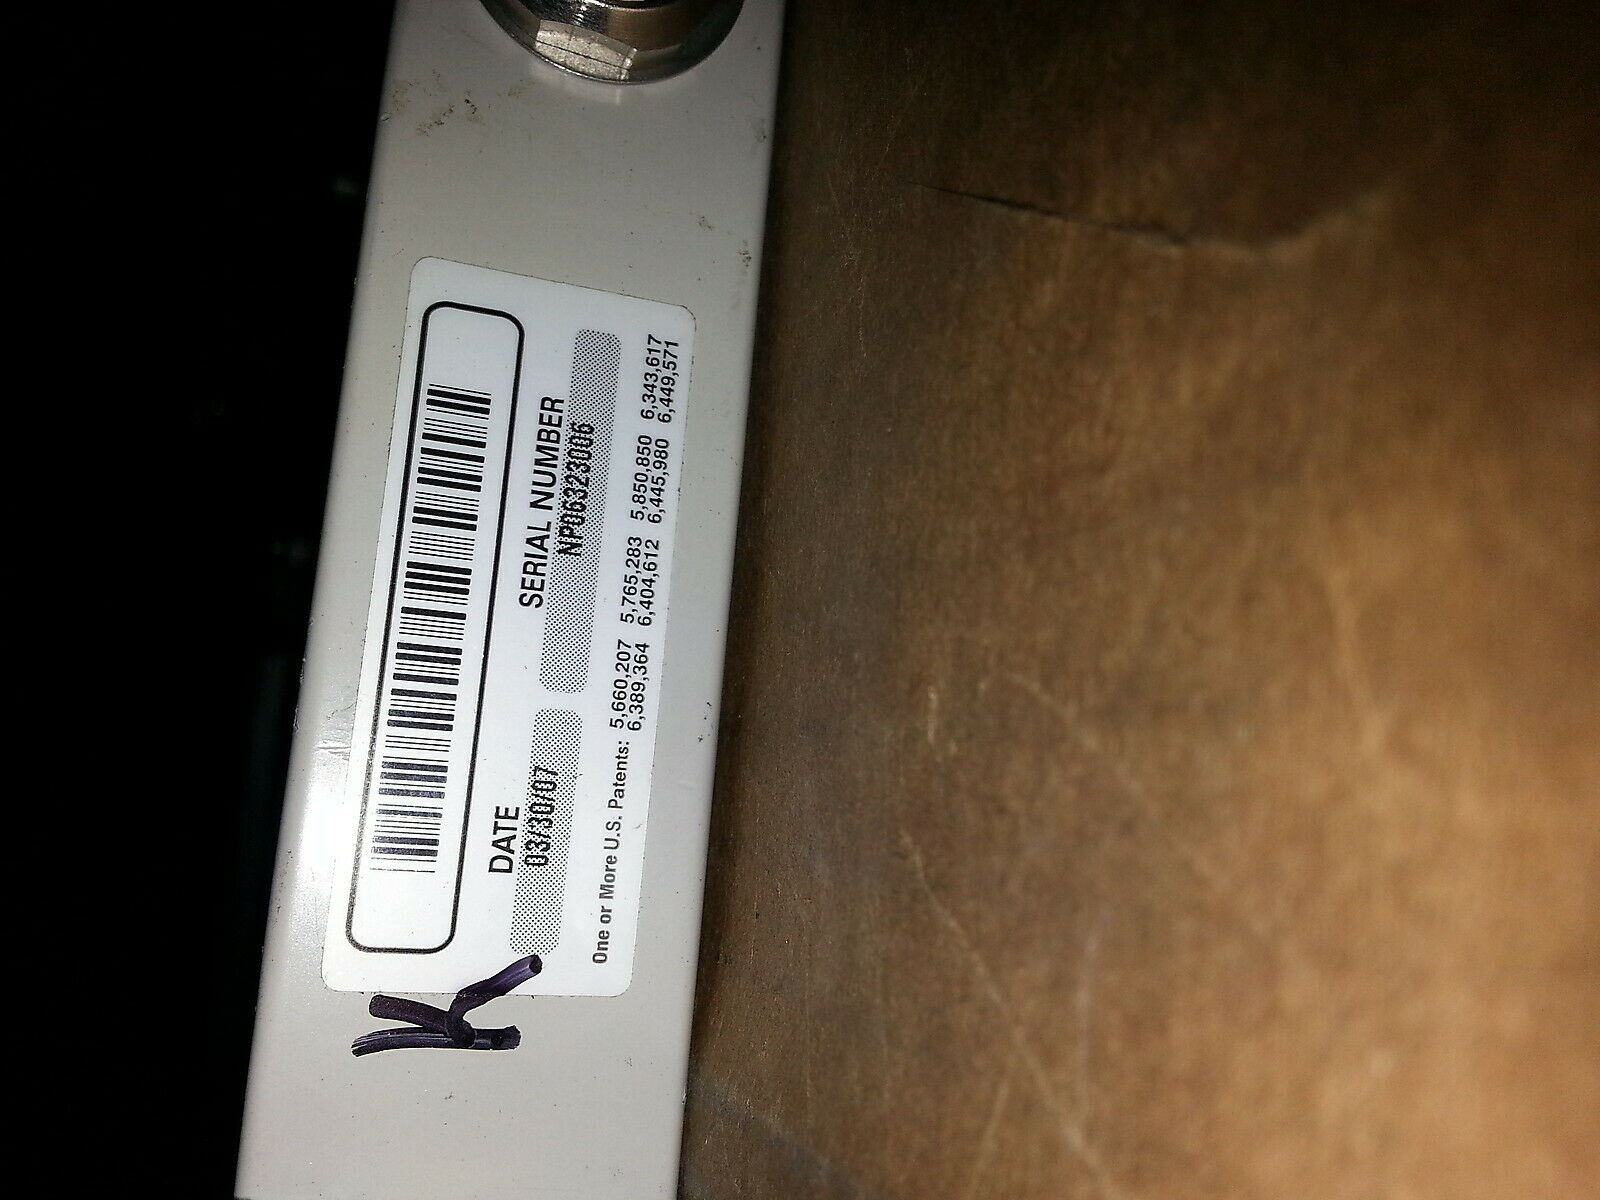 DATE SERIAL NUMBER
03/30/07 NP06323006
One or More U.S. Patents: 5,660,207 5,765,283 5,850,850 6,343,617
6,389,364 6,404,612 6,445,980 6,449,571
K